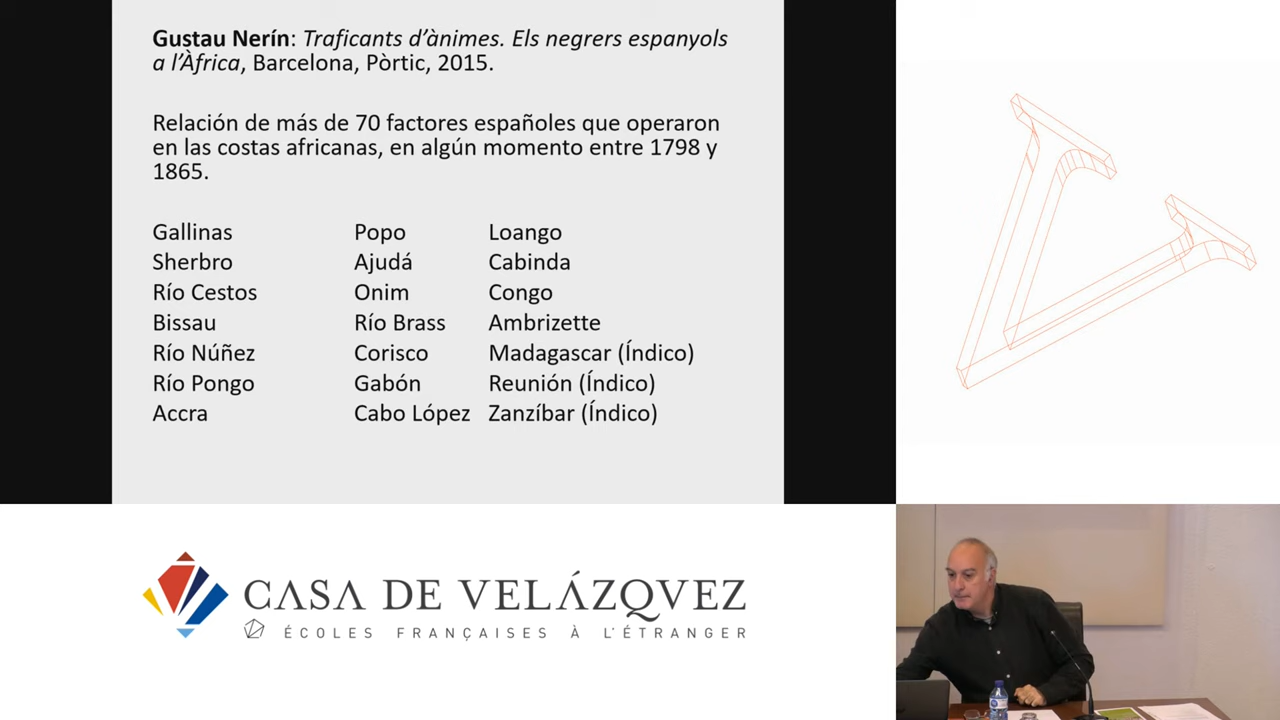 Gustau Nerín: Traficants d'ànimes. Els negrers espanyols
a l'Àfrica, Barcelona, Pòrtic, 2015.
Relación de más de 70 factores españoles que operaron
en las costas africanas, en algún momento entre 1798 y
1865.
Gallinas Popo Loango
Sherbro Ajudá Cabinda
Río Cestos Onim Congo
Bissau Río Brass Ambrizette
Río Núñez Corisco Madagascar (Índico)
Río Pongo Gabón Reunión (Índico)
Accra Cabo López Zanzíbar (Índico)
CASA DE VELÁZQVEZ
ÉCOLES FRANÇAISES À L'ÉTRANGER